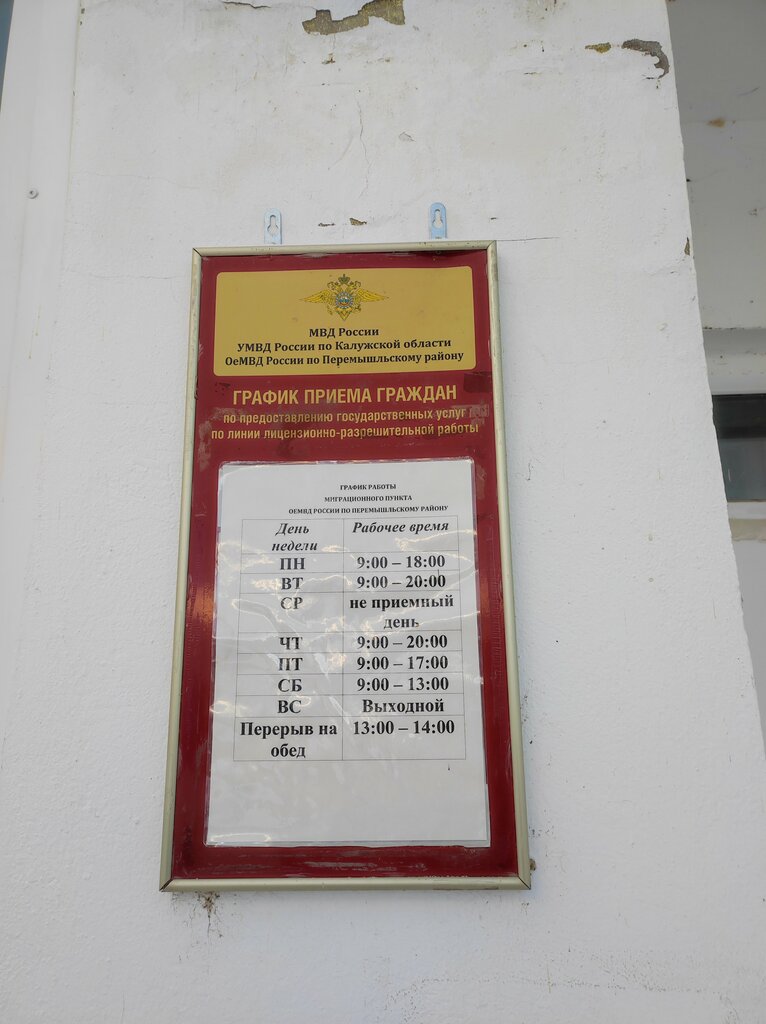 МВД России
УМВД России по Калужской области
ОеМВД России по Перемышльскому району
ГРАФИК ПРИЕМА ГРАЖДАН
по предоставлению государственных услуг
по линии лицензионно-разрешительной работы
ГРАФИК РАБОТЫ
МИГРАЦИОННОГО ПУНКТА
ОЕМВД РОССИИ ПО ПЕРЕМЫШЛЬСКОМУ РАЙОНУ
День Рабочее время
недели
ПН 9:00 – 18:00
ВТ 9:00 – 20:00
СР не приемный
день
ЧТ 9:00 – 20:00
ПТ 9:00 – 17:00
СБ 9:00 – 13:00
ВС Выходной
Перерыв на 13:00 – 14:00
обед